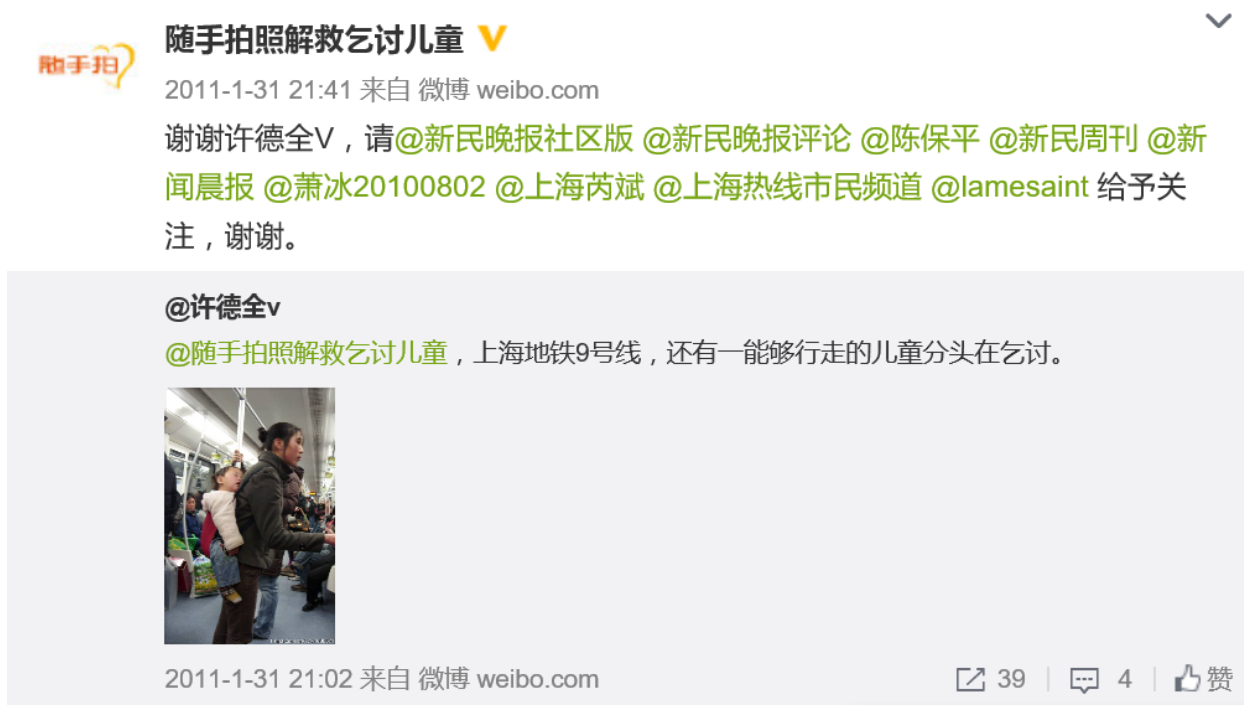 随手拍
随手拍照解救乞讨儿童 V
2011-1-31 21:41 来自 微博 weibo.com
谢谢许德全V，请@新民晚报社区版 @新民晚报评论 @陈保平 @新民周刊 @新
闻晨报 @萧冰20100802 @上海芮斌 @上海热线市民频道 @lamesaint 给予关
注，谢谢。
@许德全v
@随手拍照解救乞讨儿童，上海地铁9号线，还有一能够行走的儿童分头在乞讨。
2011-1-31 21:02 来自 微博 weibo.com
39 4 赞